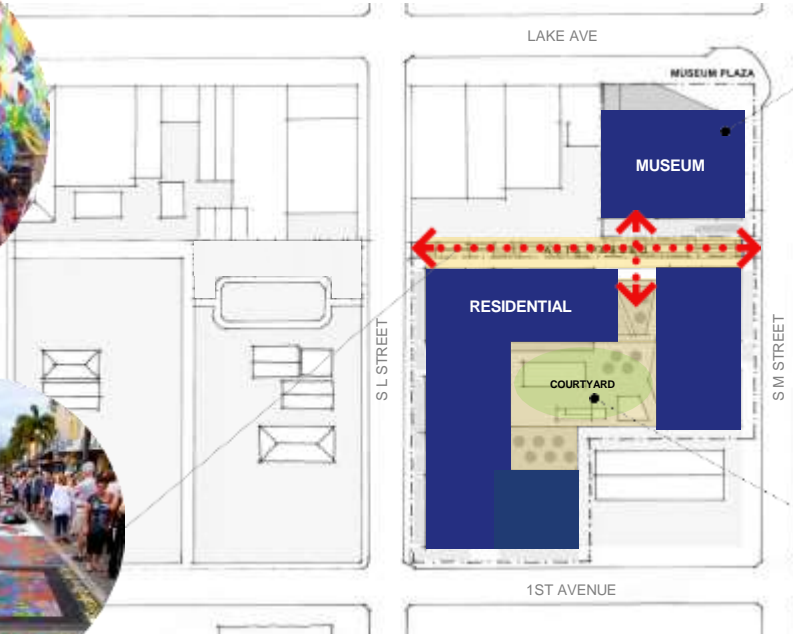 LAKE AVE
MUSEUM PLAZA
MUSEUM
RESIDENTIAL
S L STREET
S M STREET
COURTYARD
1ST AVENUE